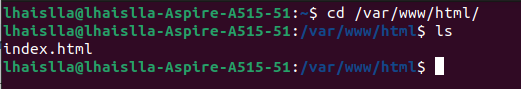 lhaislla@lhaislla-Aspire-A515-51:~$ cd /var/www/html/
lhaislla@lhaislla-Aspire-A515-51:/var/www/html$ ls
index.html
lhaislla@lhaislla-Aspire-A515-51:/var/www/html$